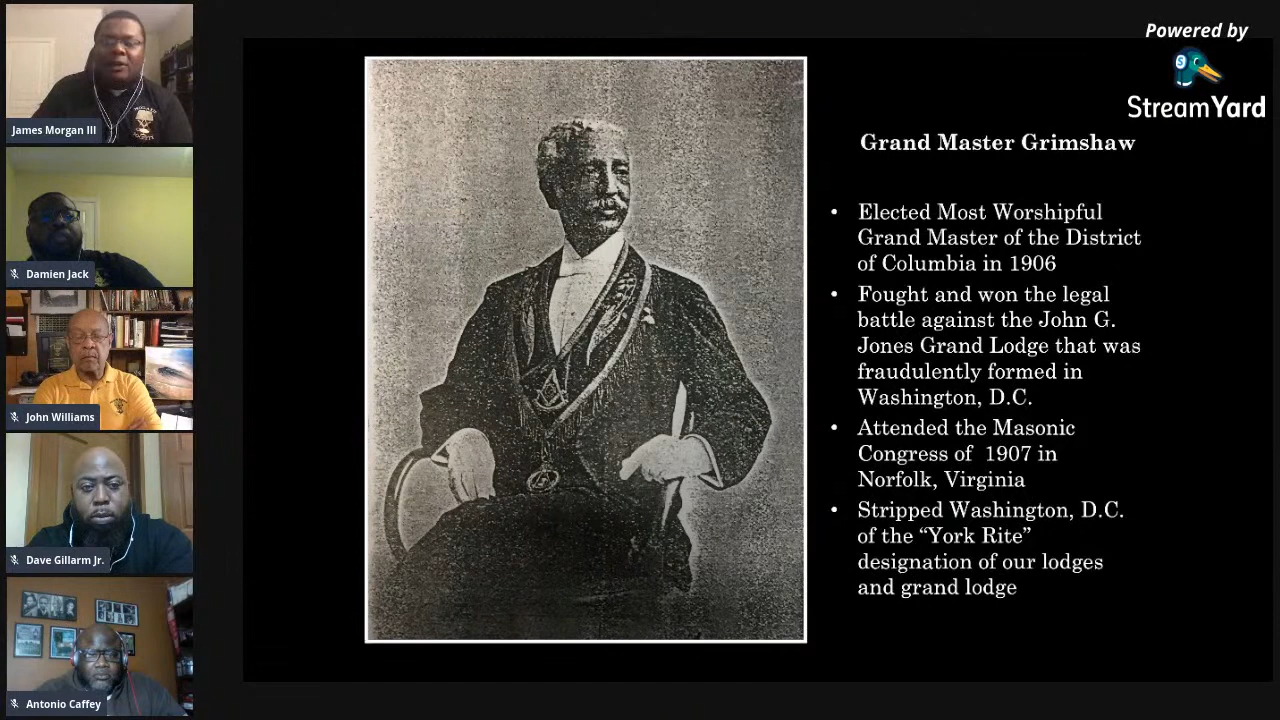 Powered by
StreamYard
James Morgan III
Damien Jack
John Williams
Dave Gillarm Jr.
Antonio Caffey
Grand Master Grimshaw
• Elected Most Worshipful
Grand Master of the District
of Columbia in 1906
• Fought and won the legal
battle against the John G.
Jones Grand Lodge that was
fraudulently formed in
Washington, D.C.
• Attended the Masonic
Congress of 1907 in
Norfolk, Virginia
• Stripped Washington, D.C.
of the “York Rite”
designation of our lodges
and grand lodge